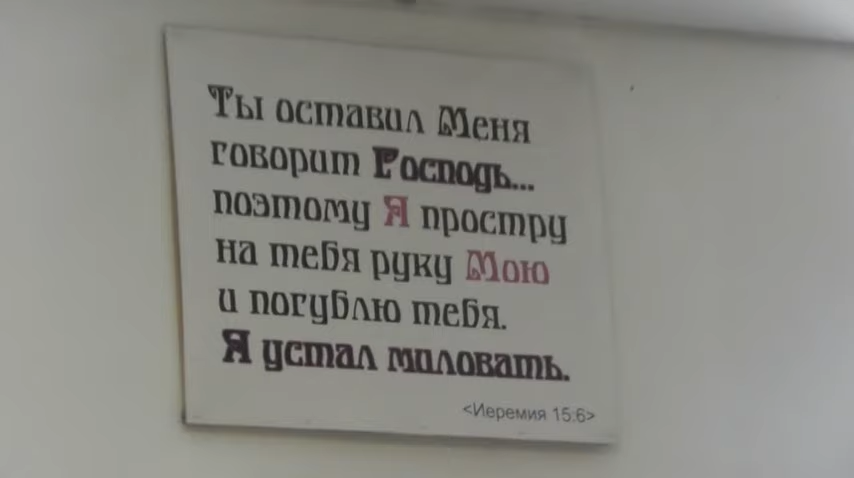 Ты оставил Меня
говорит Господь...
поэтому Я простру
на тебя руку Мою
и погублю тебя.
Я устал миловать.
<Иеремия 15:6>